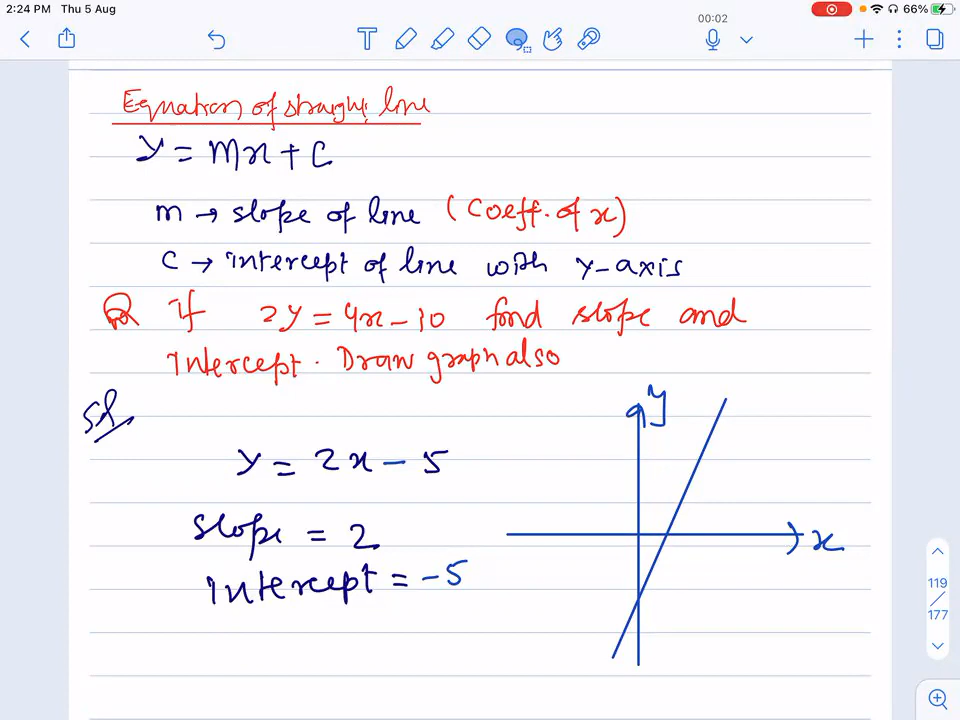 2:24 PM Thu 5 Aug
66%
00:02
T
Equation of straight line
Y = Mx + C
m → slope of line (Coeff. of x)
C → intercept of line with Y-axis
Q If 2Y = 4x - 10 find slope and
Intercept. Draw graph also
Sol
Y = 2x - 5
slope = 2
Intercept = -5
y
x
119
/
177